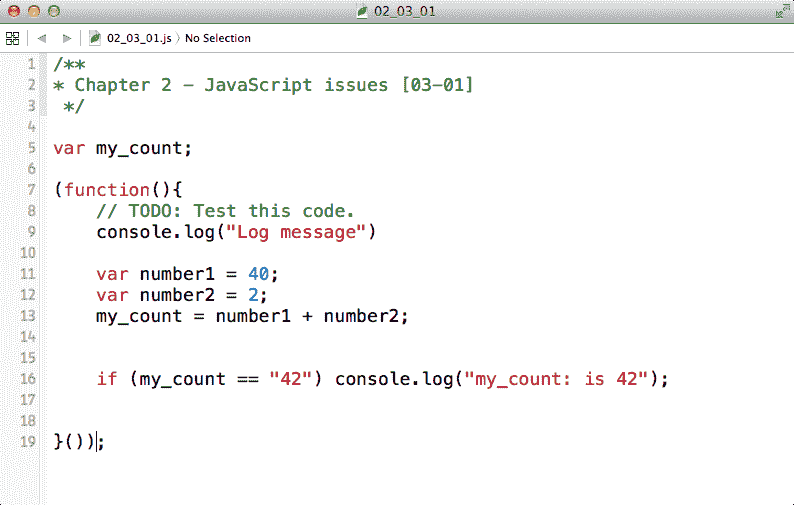 02_03_01
02_03_01.js 〉 No Selection
1 /**
2 * Chapter 2 – JavaScript issues [03–01]
3  */
4
5 var my_count;
6
7 (function(){
8     // TODO: Test this code.
9     console.log("Log message")
10
11     var number1 = 40;
12     var number2 = 2;
13     my_count = number1 + number2;
14
15
16     if (my_count == "42") console.log("my_count: is 42");
17
18
19 }());